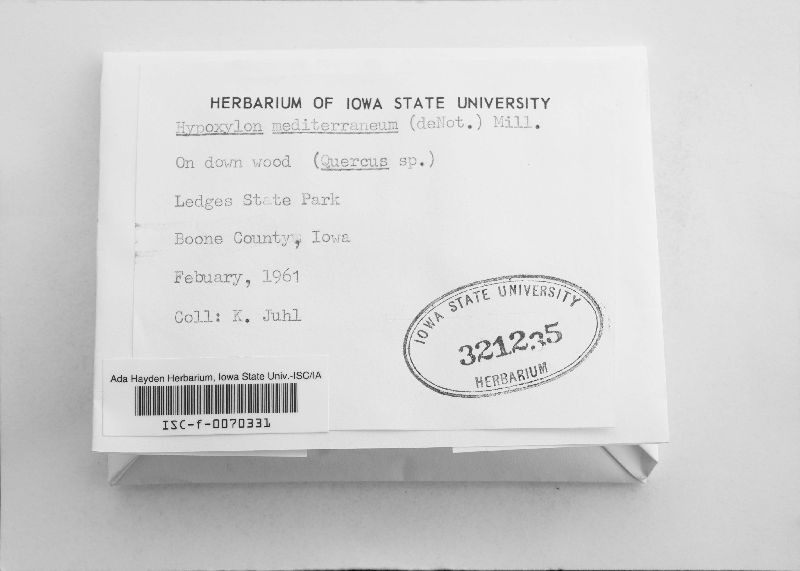 HERBARIUM OF IOWA STATE UNIVERSITY
Hypoxylon mediterraneum (deNot.) Mill.
On down wood (Quercus sp.)
Ledges State Park
Boone County, Iowa
Febuary, 1961
Coll: K. Juhl
IOWA STATE UNIVERSITY
321235
HERBARIUM
Ada Hayden Herbarium, Iowa State Univ.-ISC/IA
ISC-f-0070331